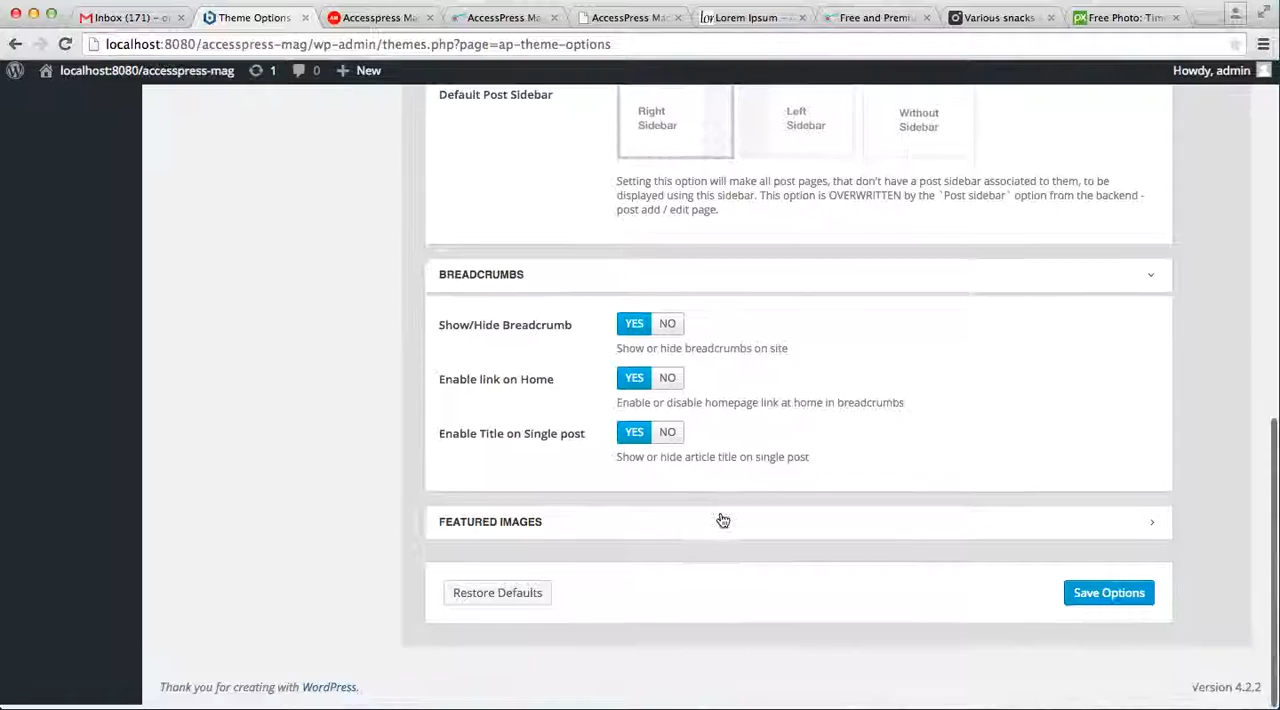 Inbox (171) – o
Theme Options
Accesspress Ma
AccessPress Ma
AccessPress Mac
Lorem Ipsum –
Free and Premi
Various snacks
Free Photo: Tim
localhost:8080/accesspress-mag/wp-admin/themes.php?page=ap-theme-options
localhost:8080/accesspress-mag
1
0
New
Howdy, admin
Default Post Sidebar
Right
Sidebar
Left
Sidebar
Without
Sidebar
Setting this option will make all post pages, that don't have a post sidebar associated to them, to be
displayed using this sidebar. This option is OVERWRITTEN by the `Post sidebar` option from the backend -
post add / edit page.
BREADCRUMBS
Show/Hide Breadcrumb
YES NO
Show or hide breadcrumbs on site
Enable link on Home
YES NO
Enable or disable homepage link at home in breadcrumbs
Enable Title on Single post
YES NO
Show or hide article title on single post
FEATURED IMAGES
Restore Defaults
Save Options
Thank you for creating with WordPress.
Version 4.2.2